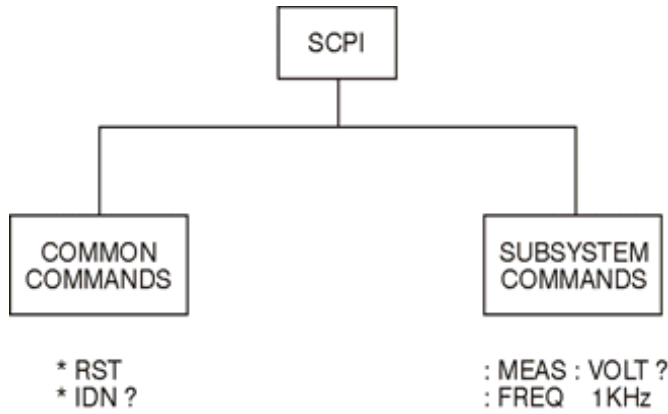 SCPI
COMMON
COMMANDS
SUBSYSTEM
COMMANDS
* RST
* IDN ?
: MEAS : VOLT ?
: FREQ 1KHz